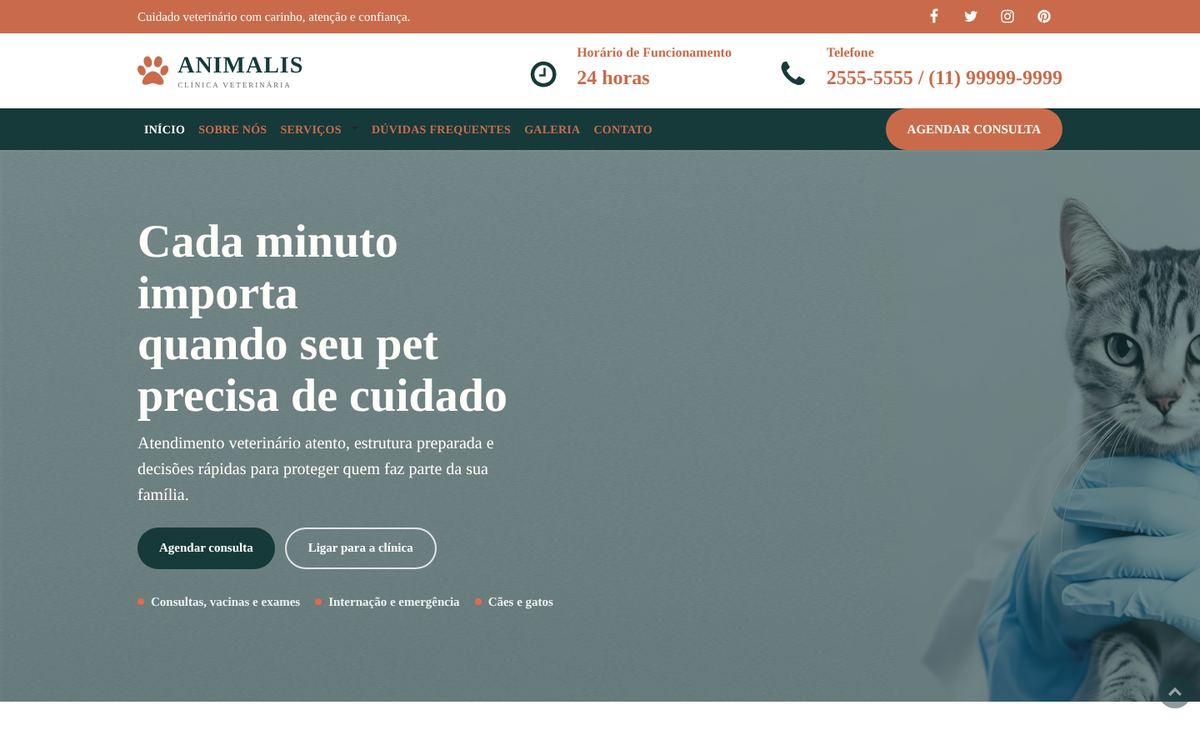 Cuidado veterinário com carinho, atenção e confiança.
ANIMALIS
CLÍNICA VETERINÁRIA
Horário de Funcionamento
24 horas
Telefone
2555-5555 / (11) 99999-9999
INÍCIO SOBRE NÓS SERVIÇOS DÚVIDAS FREQUENTES GALERIA CONTATO
AGENDAR CONSULTA
Cada minuto
importa
quando seu pet
precisa de cuidado
Atendimento veterinário atento, estrutura preparada e
decisões rápidas para proteger quem faz parte da sua
família.
Agendar consulta
Ligar para a clínica
Consultas, vacinas e exames
Internação e emergência
Cães e gatos